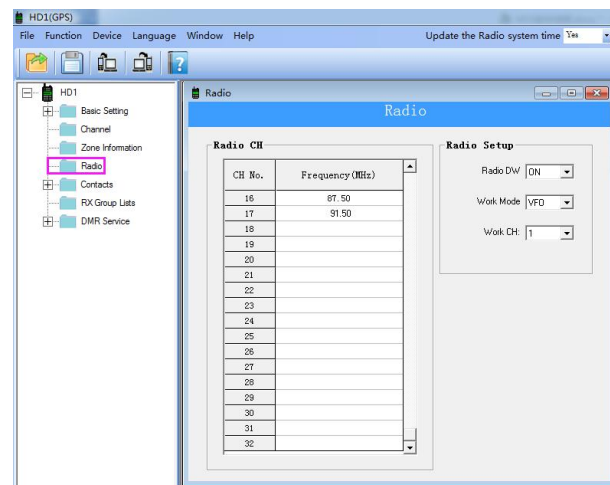 HD1(GPS)
File Function Device Language Window Help Update the Radio system time Yes
HD1
Basic Setting
Channel
Zone Information
Radio
Contacts
RX Group Lists
DMR Service
Radio
Radio
Radio CH
CH No. Frequency(MHz)
16 87.50
17 91.50
18
19
20
21
22
23
24
25
26
27
28
29
30
31
32
Radio Setup
Radio DW ON
Work Mode VFO
Work CH: 1